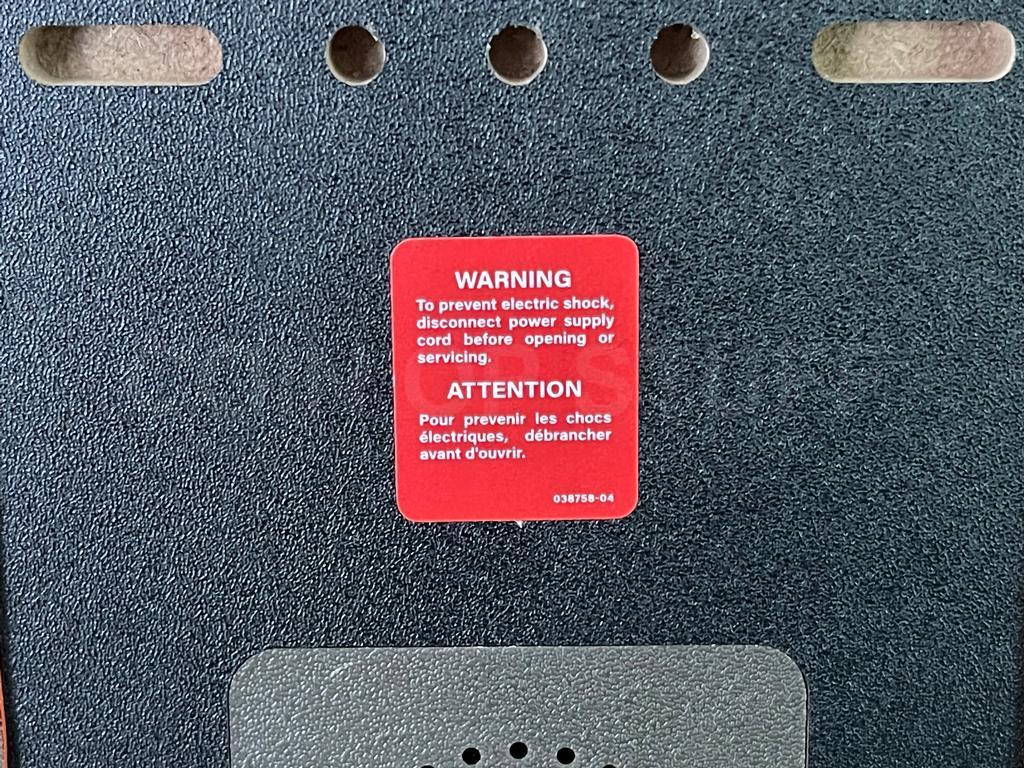 WARNING
To prevent electric shock,
disconnect power supply
cord before opening or
servicing.
ATTENTION
Pour prevenir les chocs
électriques, débrancher
avant d'ouvrir.
038758-04